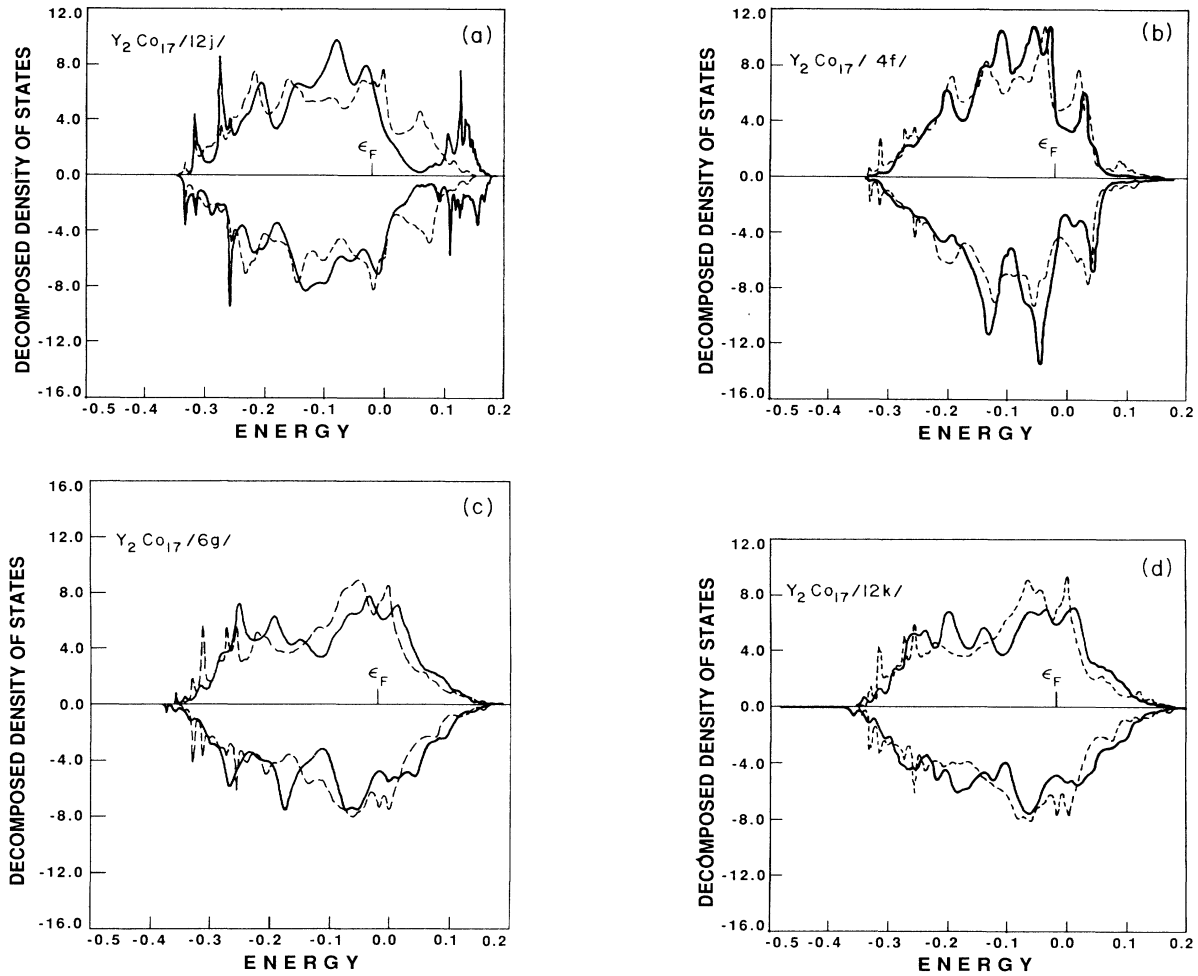 (a)
Y2Co17/12j/
12.0
8.0
4.0
0.0
-4.0
-8.0
-12.0
-16.0
DECOMPOSED DENSITY OF STATES
ϵF
-0.5 -0.4 -0.3 -0.2 -0.1 0.0 0.1 0.2
ENERGY
(b)
Y2Co17/4f/
12.0
8.0
4.0
0.0
-4.0
-8.0
-12.0
-16.0
DECOMPOSED DENSITY OF STATES
ϵF
-0.5 -0.4 -0.3 -0.2 -0.1 0.0 0.1 0.2
ENERGY
(c)
Y2Co17/6g/
16.0
12.0
8.0
4.0
0.0
-4.0
-8.0
-12.0
-16.0
DECOMPOSED DENSITY OF STATES
ϵF
-0.5 -0.4 -0.3 -0.2 -0.1 0.0 0.1 0.2
ENERGY
(d)
Y2Co17/12k/
12.0
8.0
4.0
0.0
-4.0
-8.0
-12.0
-16.0
DECOMPOSED DENSITY OF STATES
ϵF
-0.5 -0.4 -0.3 -0.2 -0.1 0.0 0.1 0.2
ENERGY